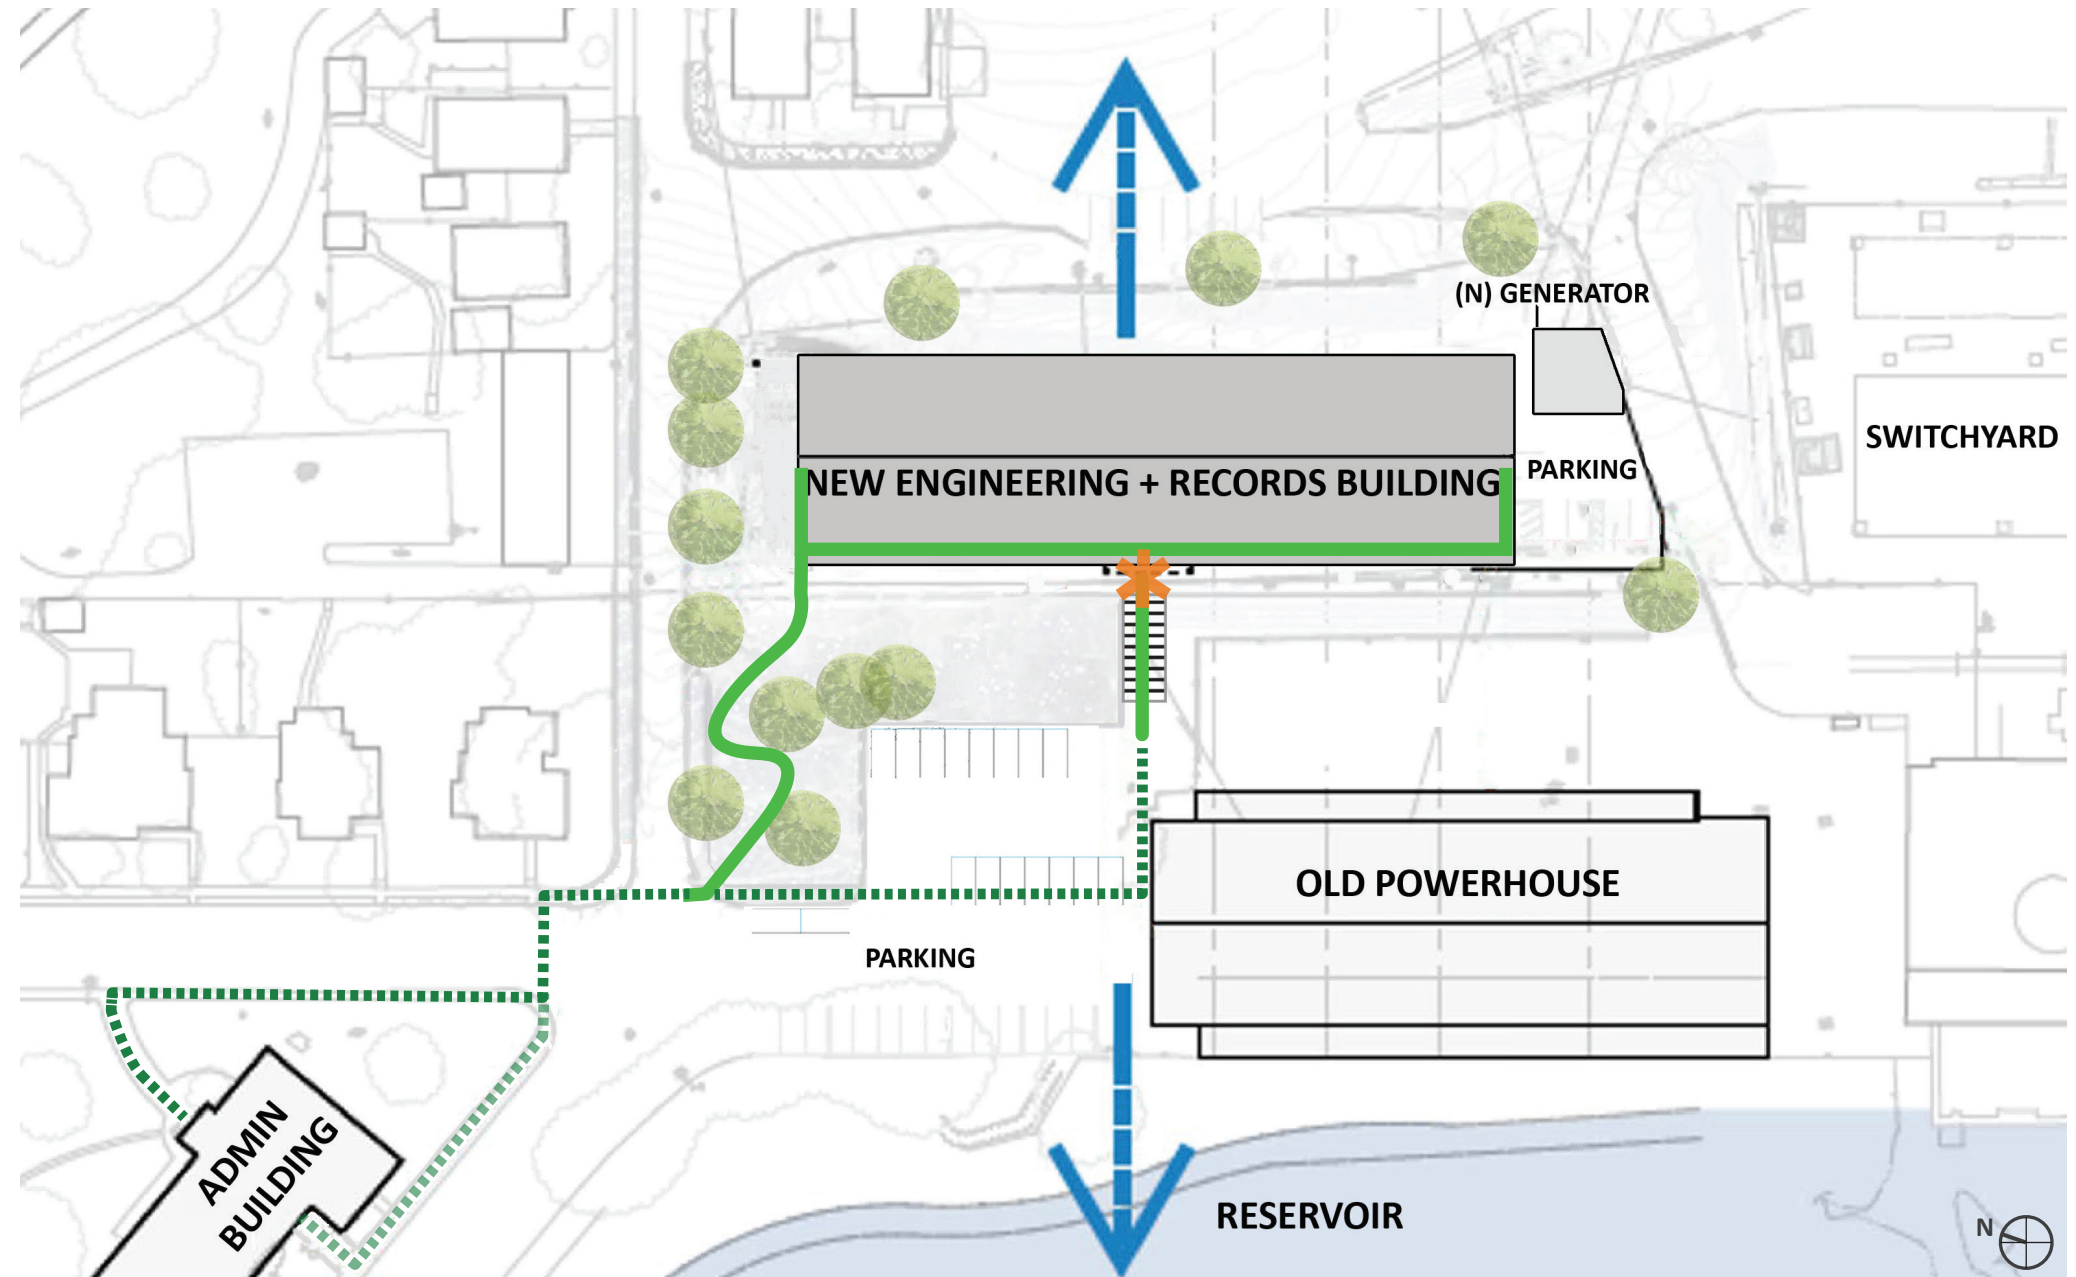 (N) GENERATOR
SWITCHYARD
PARKING
NEW ENGINEERING + RECORDS BUILDING
OLD POWERHOUSE
PARKING
ADMIN
BUILDING
RESERVOIR
N